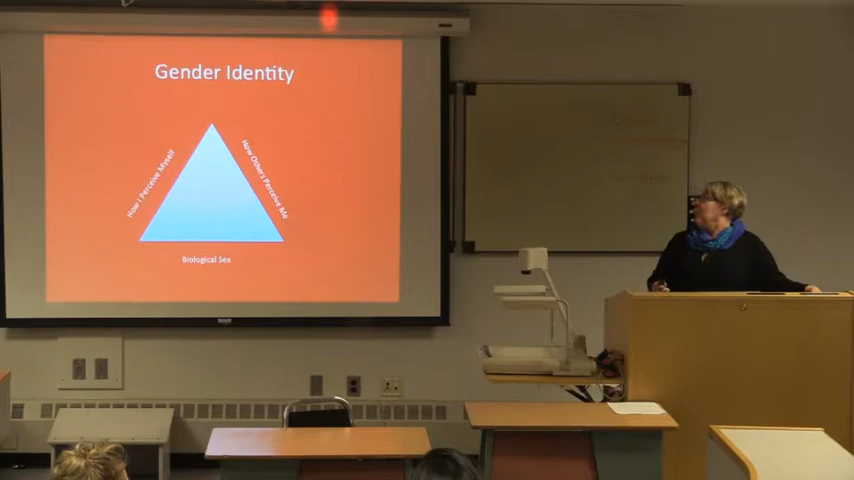 Gender Identity
How I Perceive Myself
How Others Perceive Me
Biological Sex